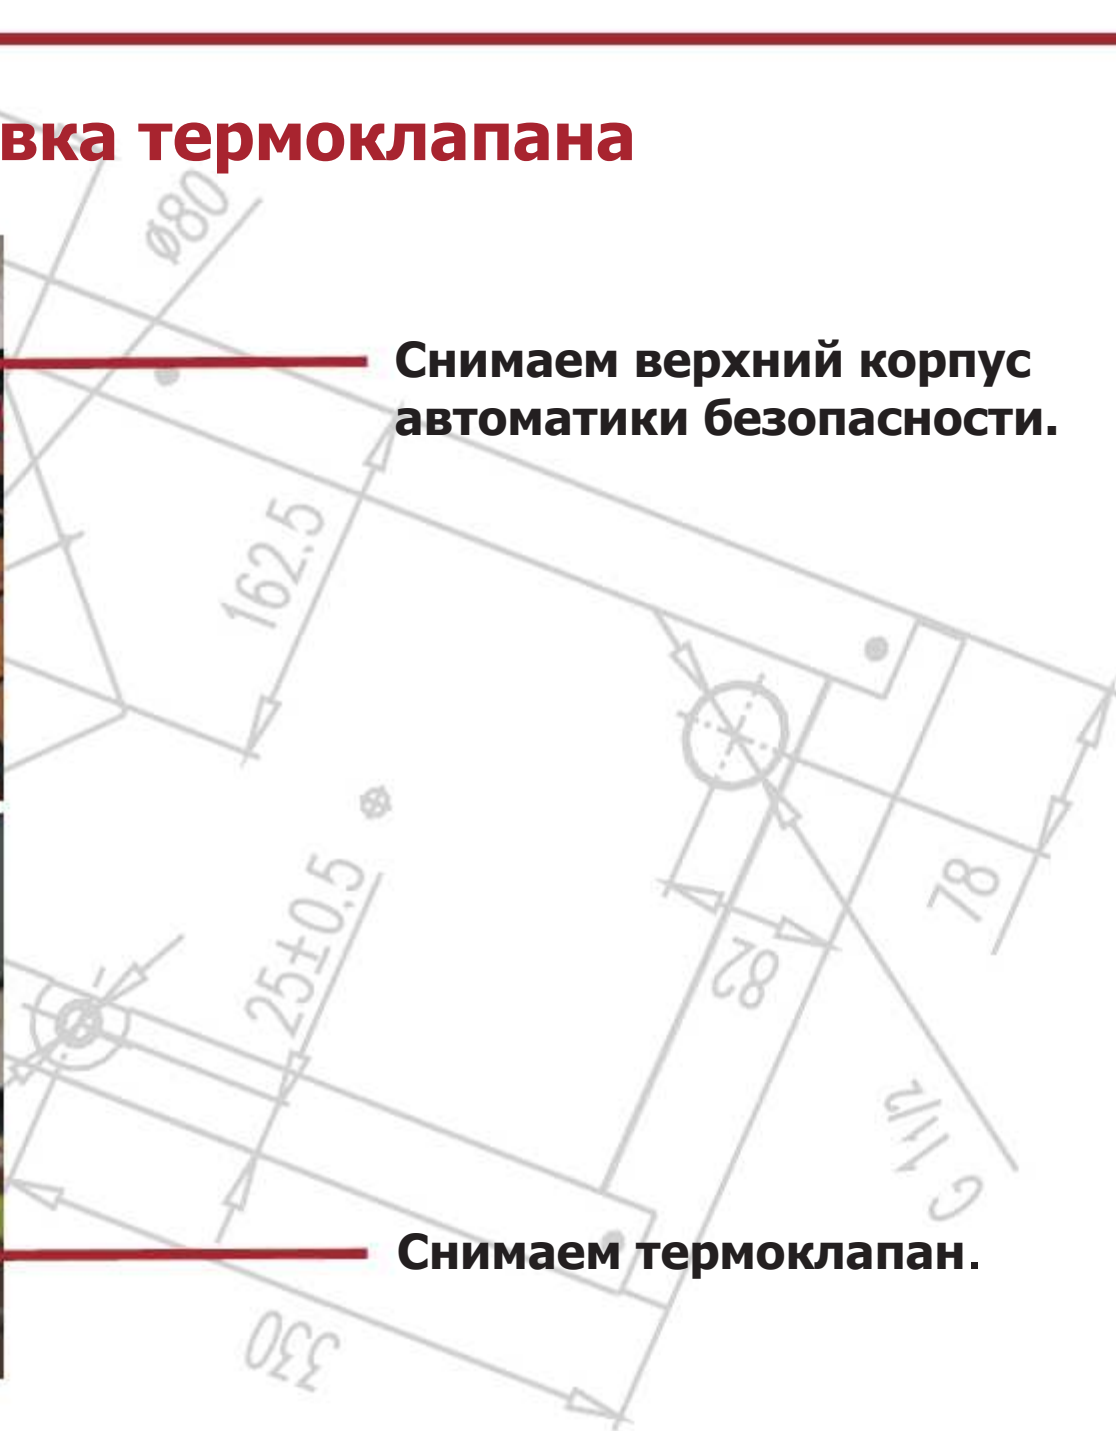 вка термоклапана
ø80
Снимаем верхний корпус
автоматики безопасности.
162.5
78
25±0.5
82
G 11/2
Снимаем термоклапан.
330